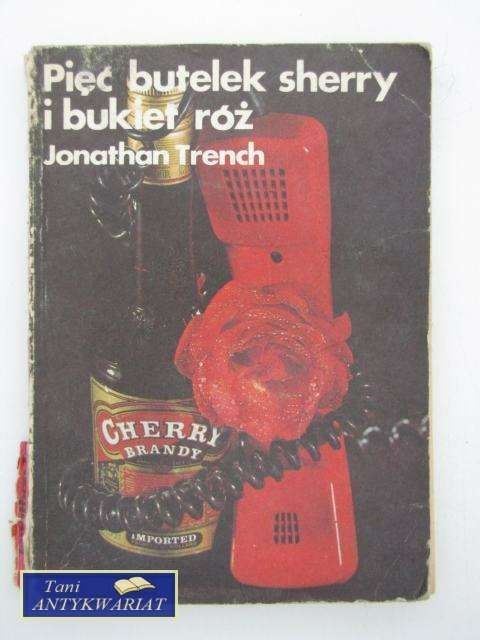 Pięć butelek sherry
i bukiet róż
Jonathan Trench
CHERRY
BRANDY
IMPORTED
Tani
ANTYKWARIAT